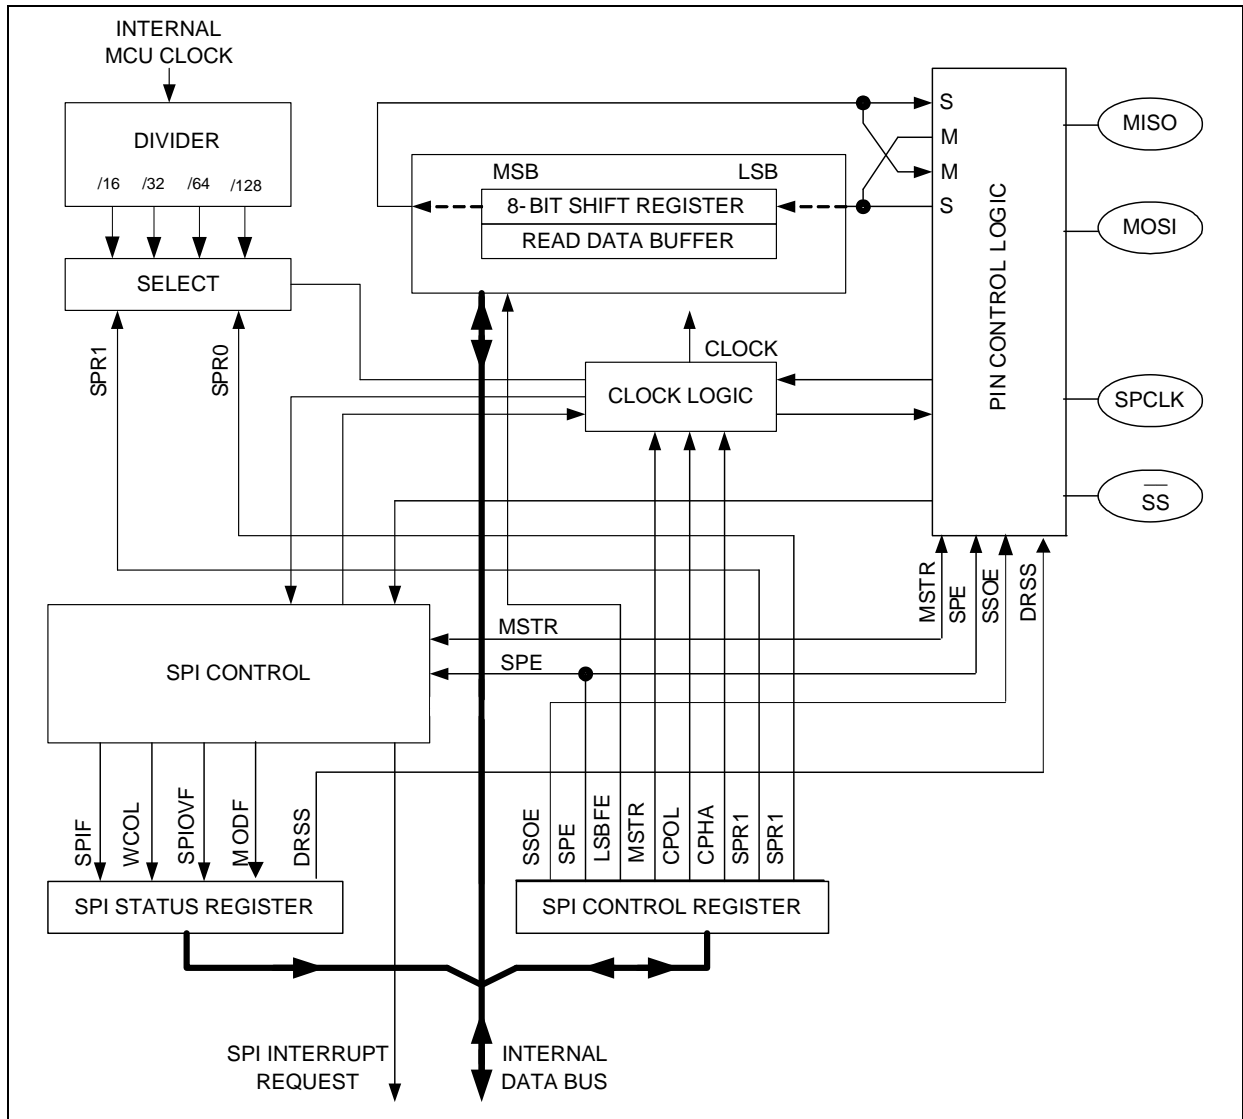 INTERNAL
MCU CLOCK
DIVIDER
/16 /32 /64 /128
SELECT
SPR1
SPR0
MSB LSB
8-BIT SHIFT REGISTER
READ DATA BUFFER
CLOCK
CLOCK LOGIC
S
M
M
S
PIN CONTROL LOGIC
MISO
MOSI
SPCLK
SS
MSTR
SPE
SSOE
DRSS
MSTR
SPE
SPI CONTROL
SPIF
WCOL
SPIOVF
MODF
DRSS
SSOE
SPE
LSBFE
MSTR
CPOL
CPHA
SPR1
SPR1
SPI STATUS REGISTER
SPI CONTROL REGISTER
SPI INTERRUPT
REQUEST
INTERNAL
DATA BUS